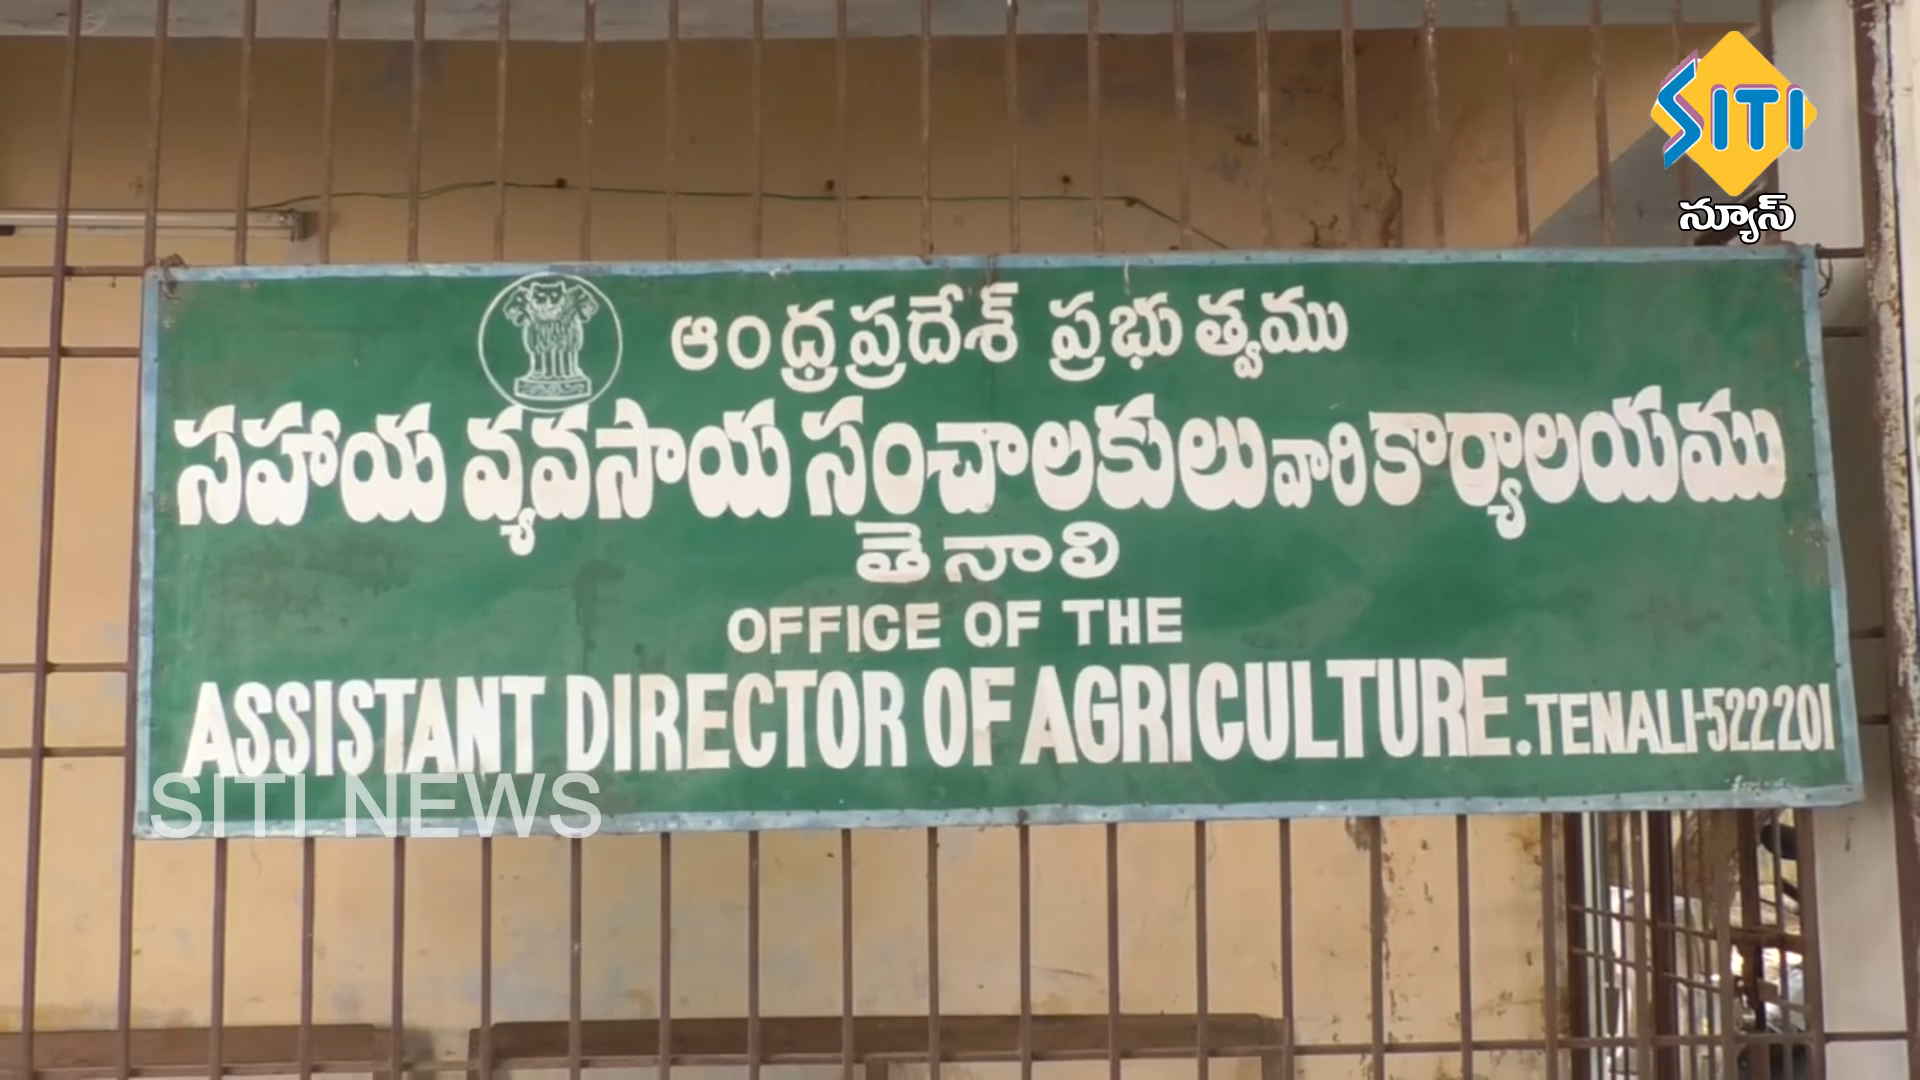 SITI
న్యూస్
ఆంధ్రప్రదేశ్ ప్రభుత్వము
సహాయ వ్యవసాయ సంచాలకులు వారి కార్యాలయము
తెనాలి
OFFICE OF THE
ASSISTANT DIRECTOR OF AGRICULTURE.TENALI-522201
SITI NEWS